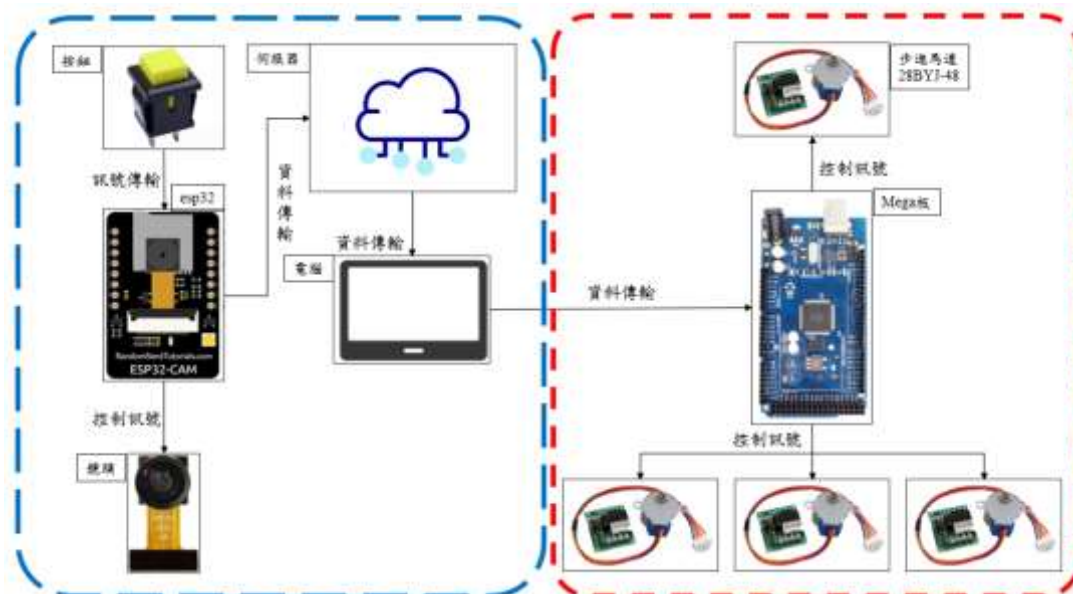 按鈕
伺服器
步進馬達
28BYJ-48
訊號傳輸
esp32
資料傳輸
控制訊號
Mega板
資料傳輸
電腦
資料傳輸
RandomNerdTutorials.com
ESP32-CAM
控制訊號
控制訊號
鏡頭